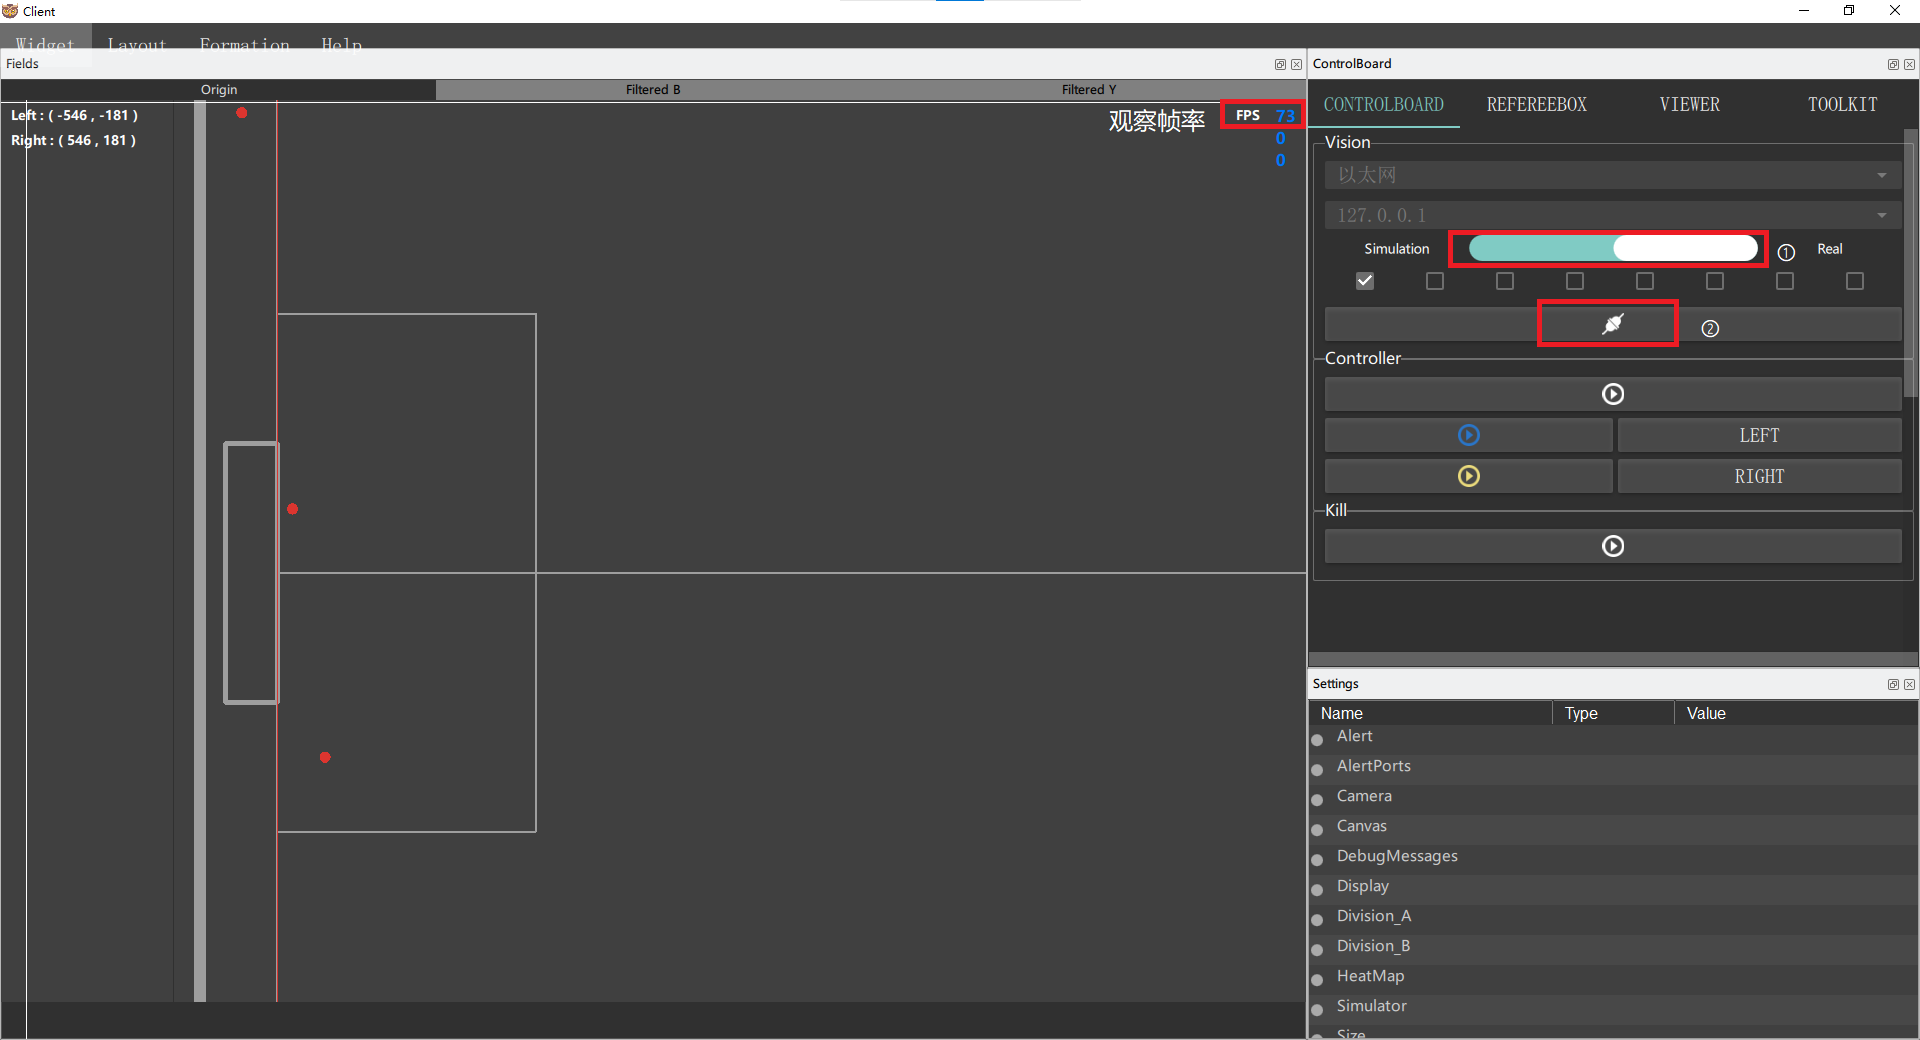 Client
Widget Layout Formation Help
Fields
Origin Filtered B Filtered Y
Left : ( -546 , -181 )
Right : ( 546 , 181 )
观察帧率
FPS 73
0
0
ControlBoard
CONTROLBOARD REFEREEBOX VIEWER TOOLKIT
Vision
以太网
127.0.0.1
Simulation ① Real
②
Controller
LEFT
RIGHT
Kill
Settings
Name Type Value
Alert
AlertPorts
Camera
Canvas
DebugMessages
Display
Division_A
Division_B
HeatMap
Simulator
Size